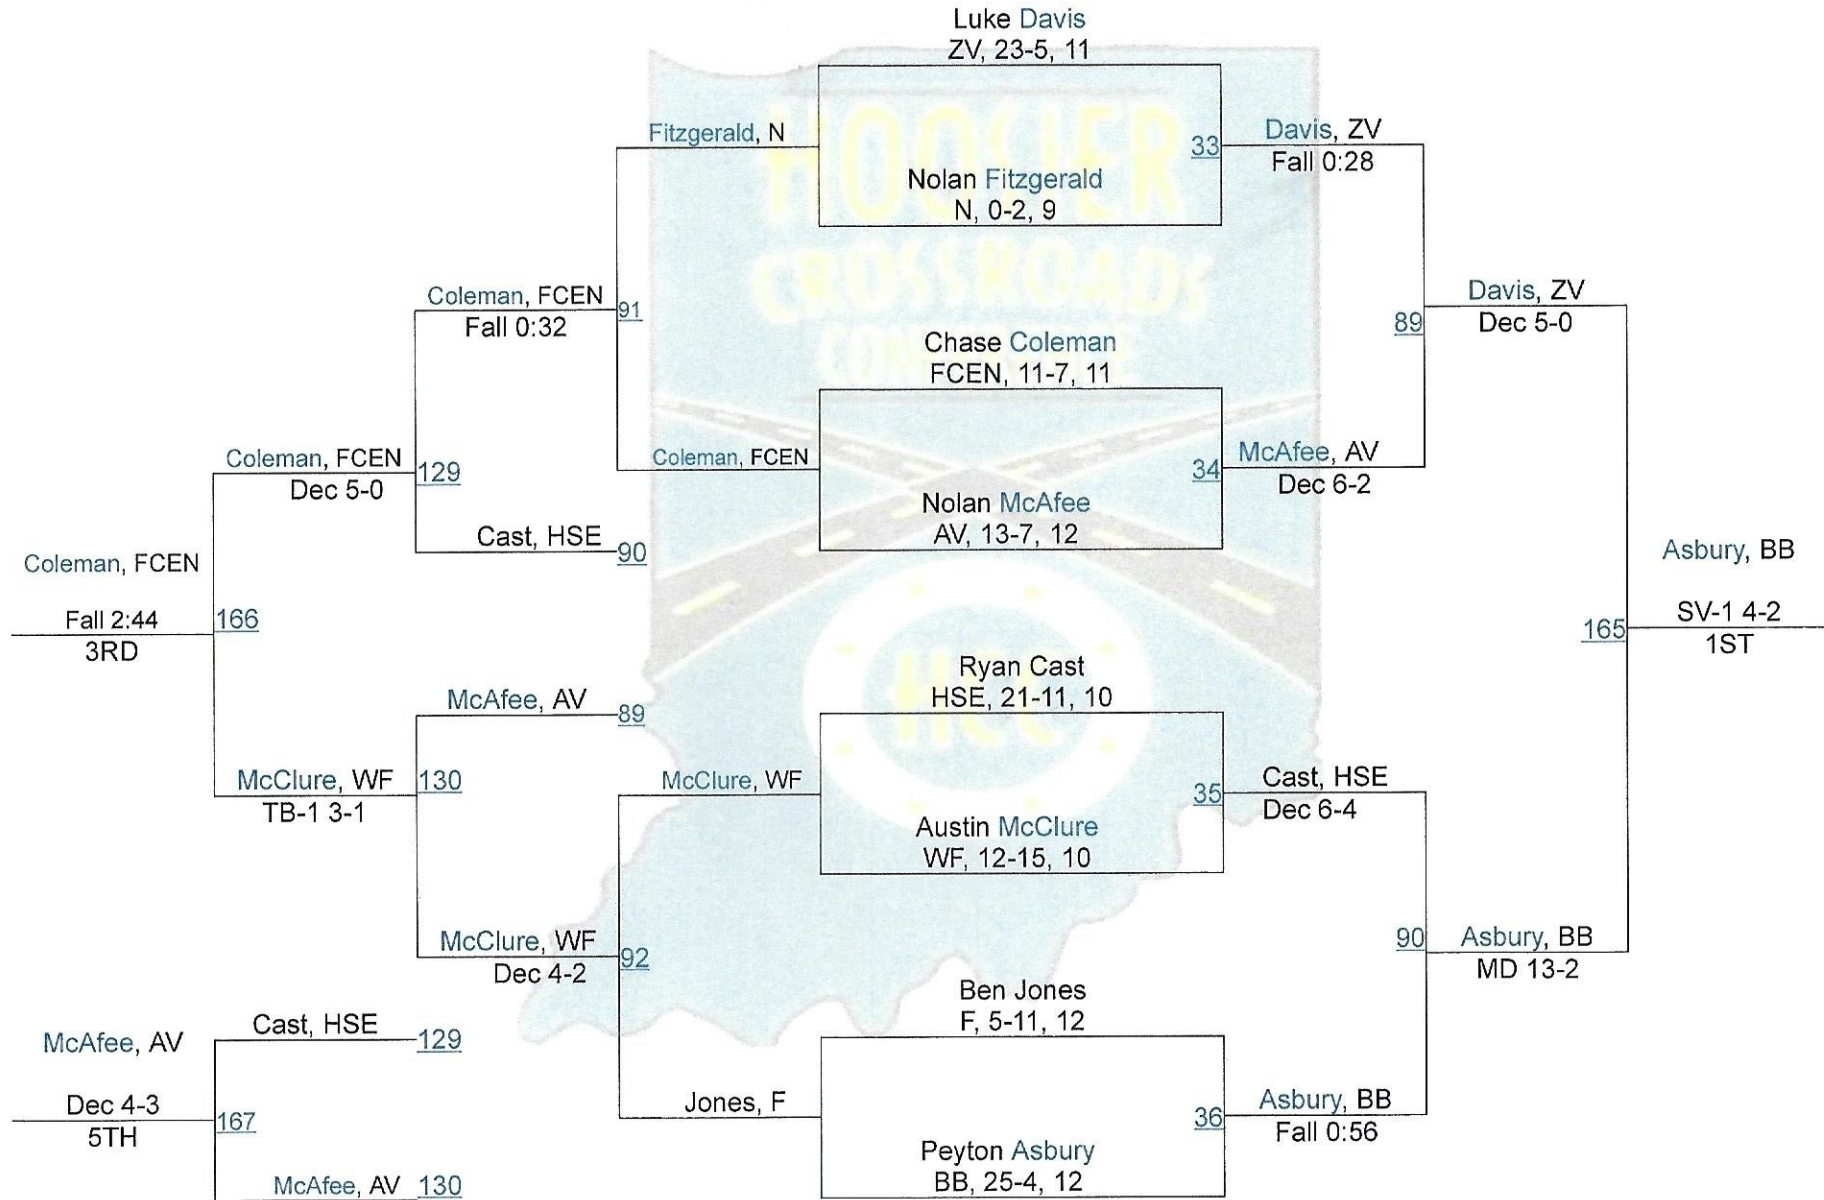 Luke Davis
ZV, 23-5, 11
Fitzgerald, N
33
Davis, ZV
Fall 0:28
Nolan Fitzgerald
N, 0-2, 9
HOOSIER
CROSSROADS
CONFERENCE
Coleman, FCEN
Fall 0:32
91
Davis, ZV
Dec 5-0
89
Chase Coleman
FCEN, 11-7, 11
Coleman, FCEN
Dec 5-0
129
Coleman, FCEN
34
McAfee, AV
Dec 6-2
Nolan McAfee
AV, 13-7, 12
Cast, HSE
90
Coleman, FCEN
Fall 2:44
3RD
166
Asbury, BB
SV-1 4-2
1ST
165
HCC
Ryan Cast
HSE, 21-11, 10
McAfee, AV
89
McClure, WF
TB-1 3-1
130
McClure, WF
35
Cast, HSE
Dec 6-4
Austin McClure
WF, 12-15, 10
McClure, WF
Dec 4-2
92
90
Asbury, BB
MD 13-2
Ben Jones
F, 5-11, 12
Cast, HSE
129
McAfee, AV
Dec 4-3
5TH
167
Jones, F
36
Asbury, BB
Fall 0:56
Peyton Asbury
BB, 25-4, 12
McAfee, AV
130